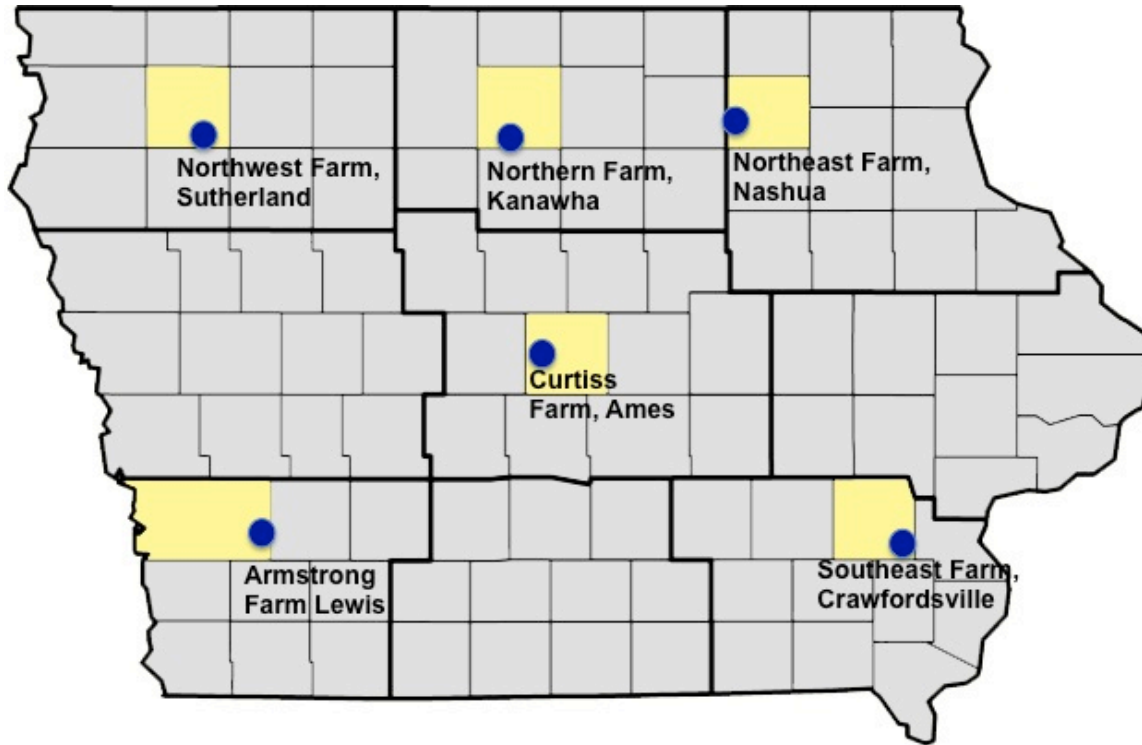 Northwest Farm,
Sutherland
Northern Farm,
Kanawha
Northeast Farm,
Nashua
Curtiss
Farm, Ames
Armstrong
Farm Lewis
Southeast Farm,
Crawfordsville